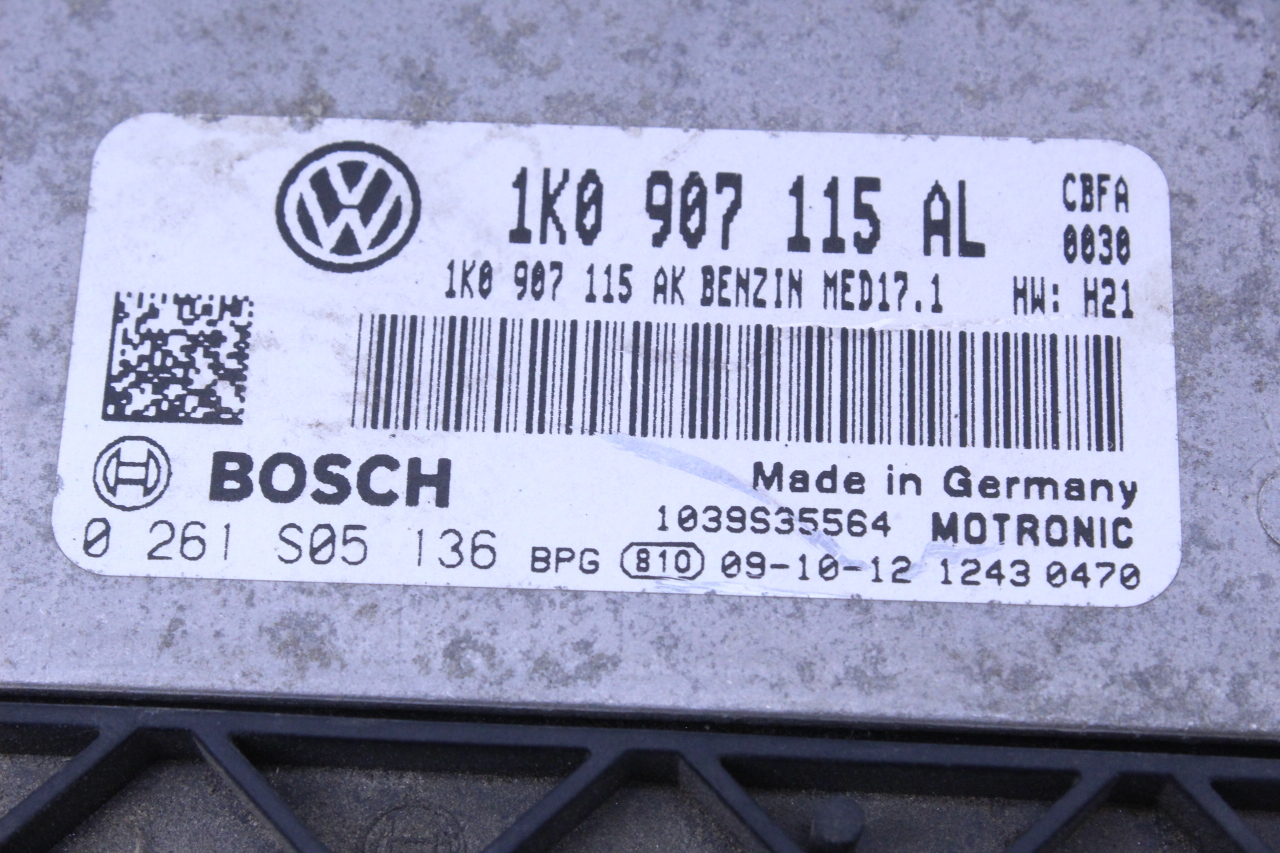 1K0 907 115 AL
CBFA
0030
1K0 907 115 AK BENZIN MED17.1 HW: H21
BOSCH
Made in Germany
1039S35564 MOTRONIC
0 261 S05 136 BPG 810 09-10-12 1243 0470